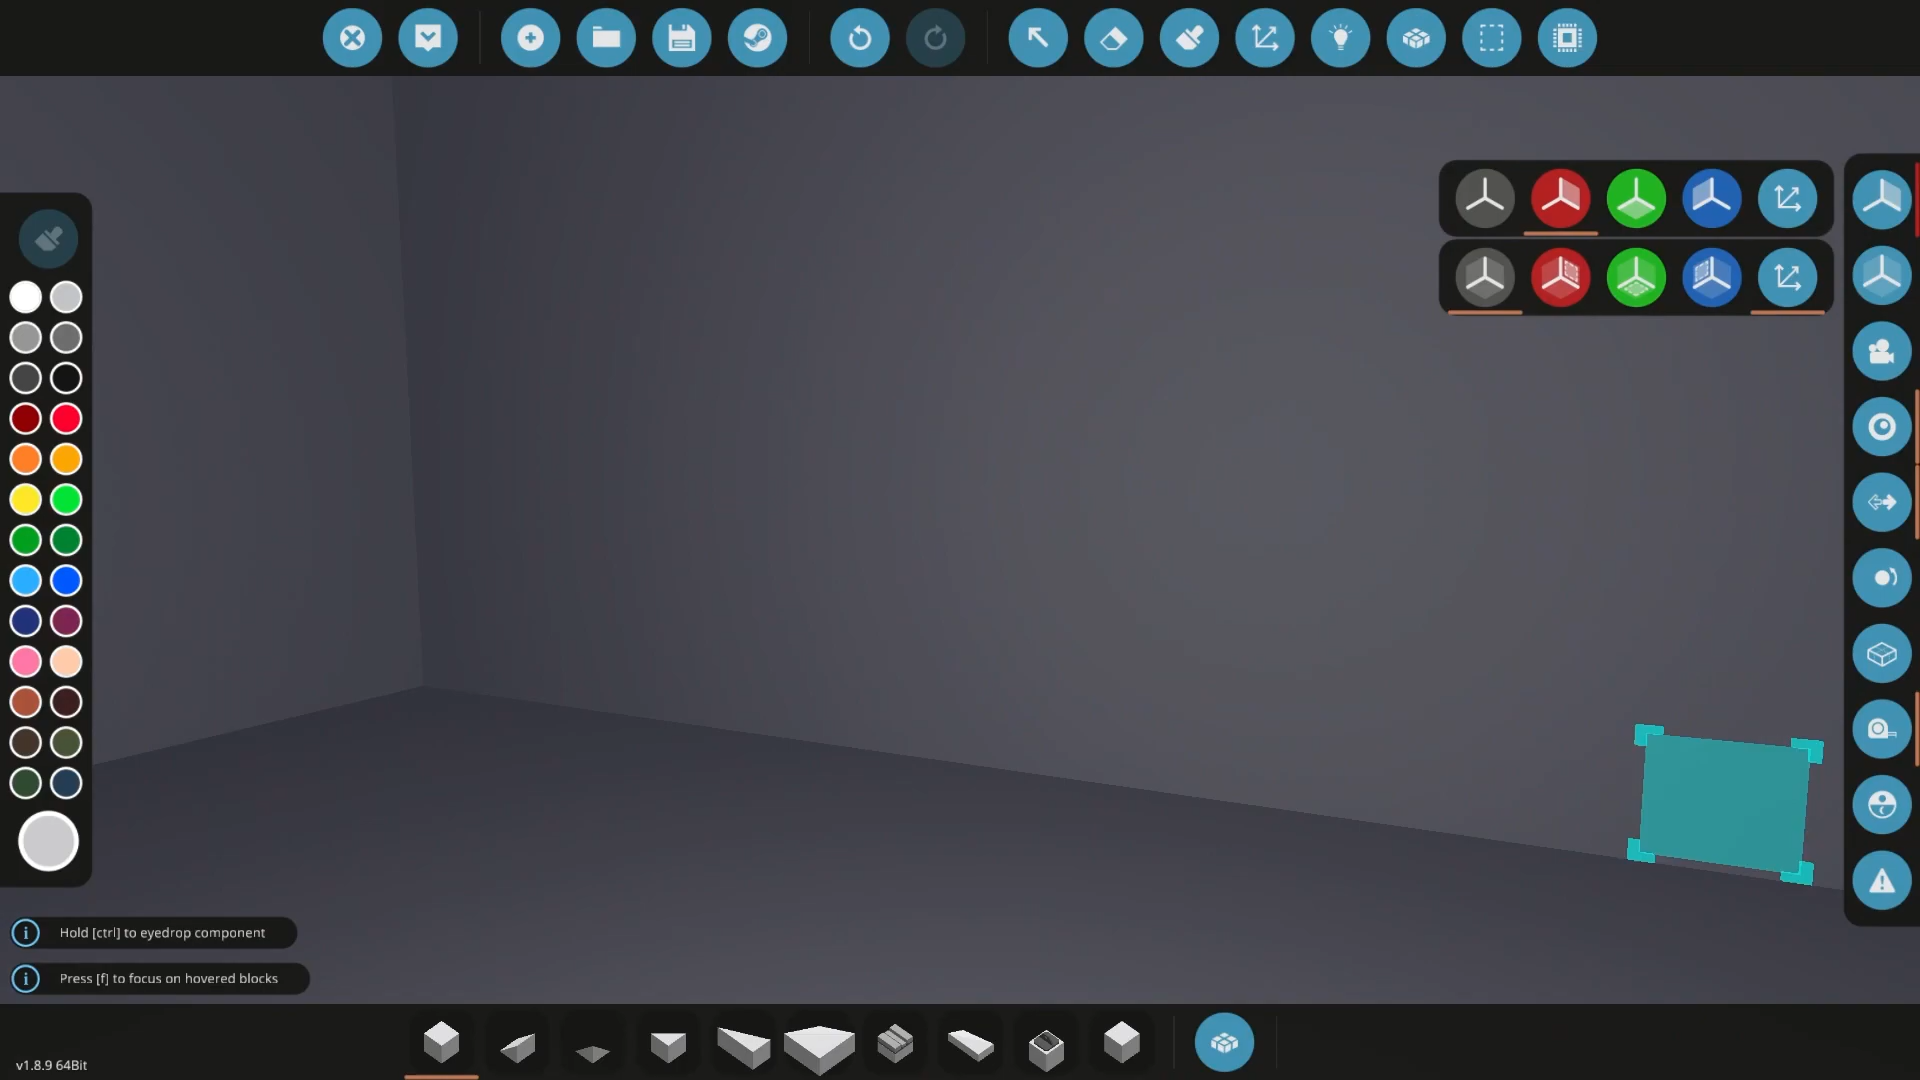 Hold [ctrl] to eyedrop component
Press [f] to focus on hovered blocks
v1.8.9 64Bit